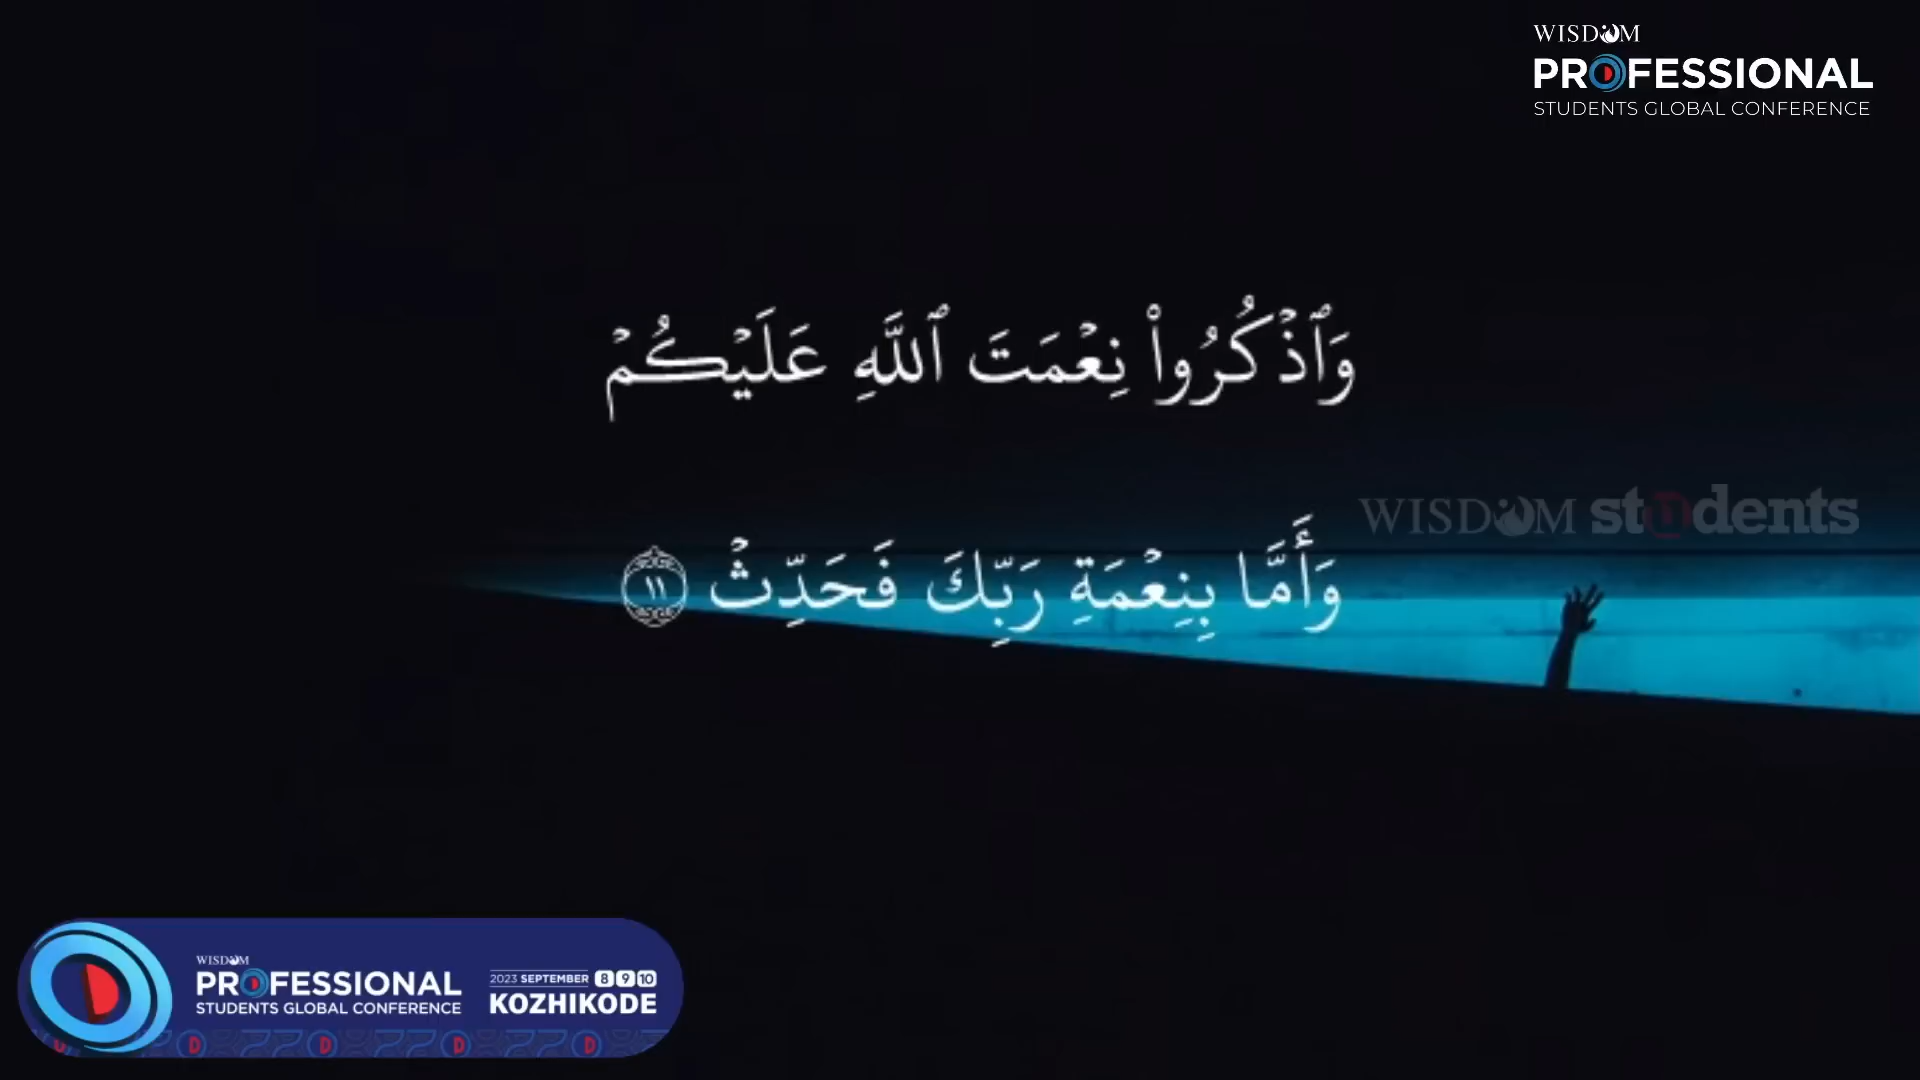 WISDOM
PROFESSIONAL
STUDENTS GLOBAL CONFERENCE
وَٱذۡكُرُواْ نِعۡمَتَ ٱللَّهِ عَلَيۡكُمۡ
WISDOM students
وَأَمَّا بِنِعۡمَةِ رَبِّكَ فَحَدِّثۡ ١١
WISDOM
PROFESSIONAL
STUDENTS GLOBAL CONFERENCE
2023 SEPTEMBER 8 9 10
KOZHIKODE